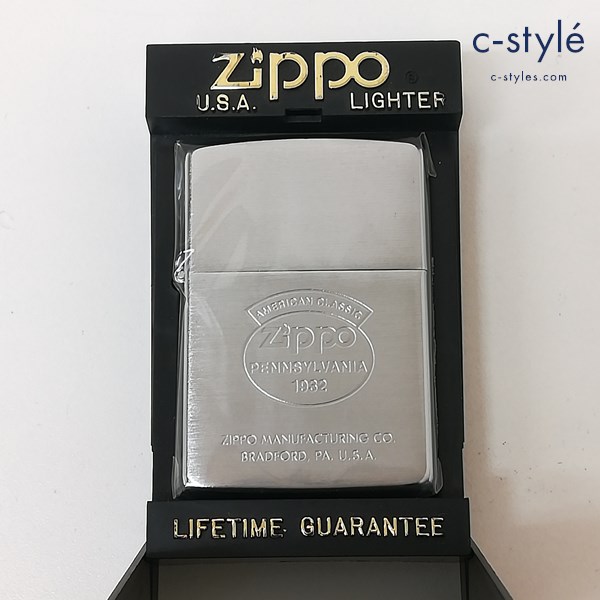 c-stylé
c-styles.com
Zippo ®
U.S.A. LIGHTER
AMERICAN CLASSIC
Zippo
PENNSYLVANIA
1932
ZIPPO MANUFACTURING CO.
BRADFORD, PA. U.S.A.
LIFETIME GUARANTEE